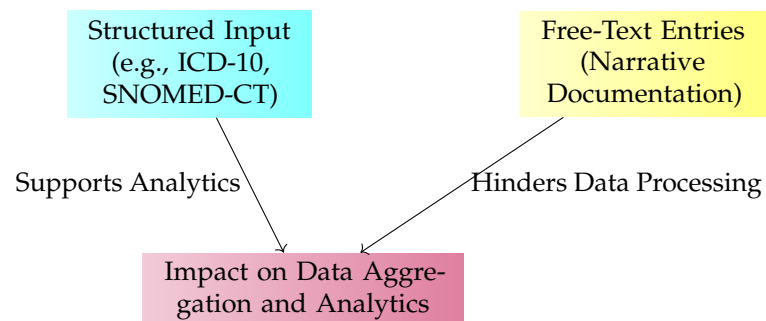 Structured Input
(e.g., ICD-10,
SNOMED-CT)
Free-Text Entries
(Narrative
Documentation)
Supports Analytics
Hinders Data Processing
Impact on Data Aggre-
gation and Analytics